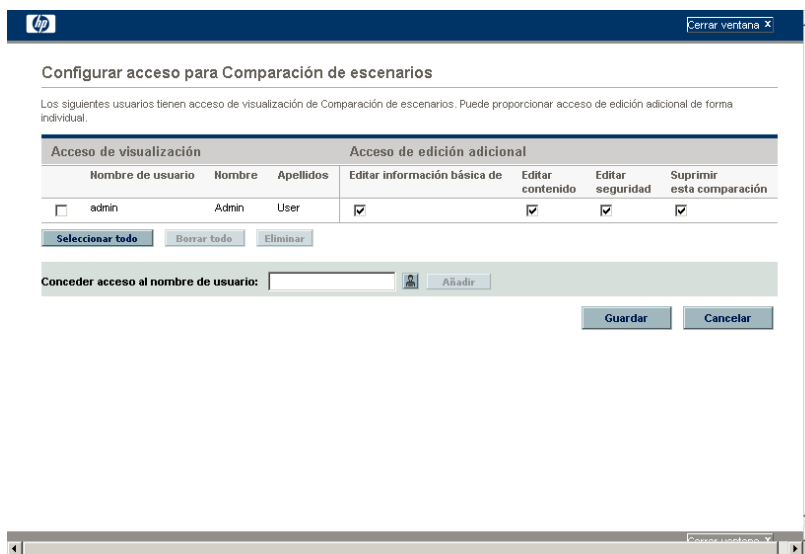 hp
Cerrar ventana X
Configurar acceso para Comparación de escenarios
Los siguientes usuarios tienen acceso de visualización de Comparación de escenarios. Puede proporcionar acceso de edición adicional de forma
individual.
Acceso de visualización Acceso de edición adicional
Nombre de usuario Nombre Apellidos Editar información básica de Editar contenido Editar seguridad Suprimir esta comparación
admin Admin User
Seleccionar todo Borrar todo Eliminar
Conceder acceso al nombre de usuario: Añadir
Guardar Cancelar
Cerrar ventana X